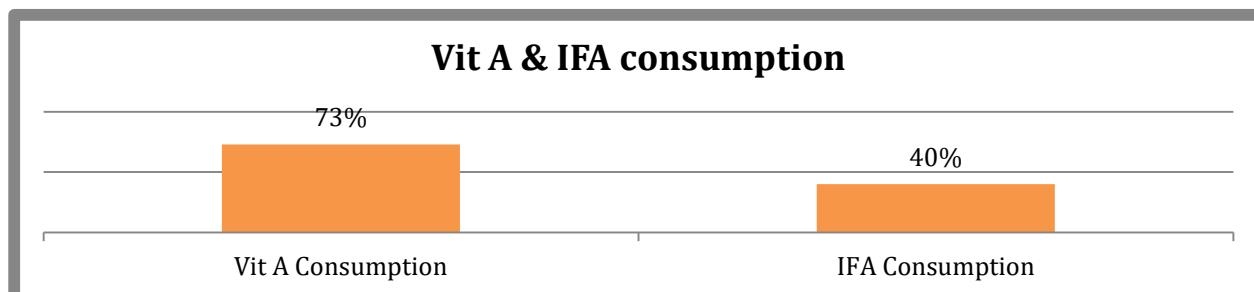 Vit A & IFA consumption
73%
40%
Vit A Consumption
IFA Consumption